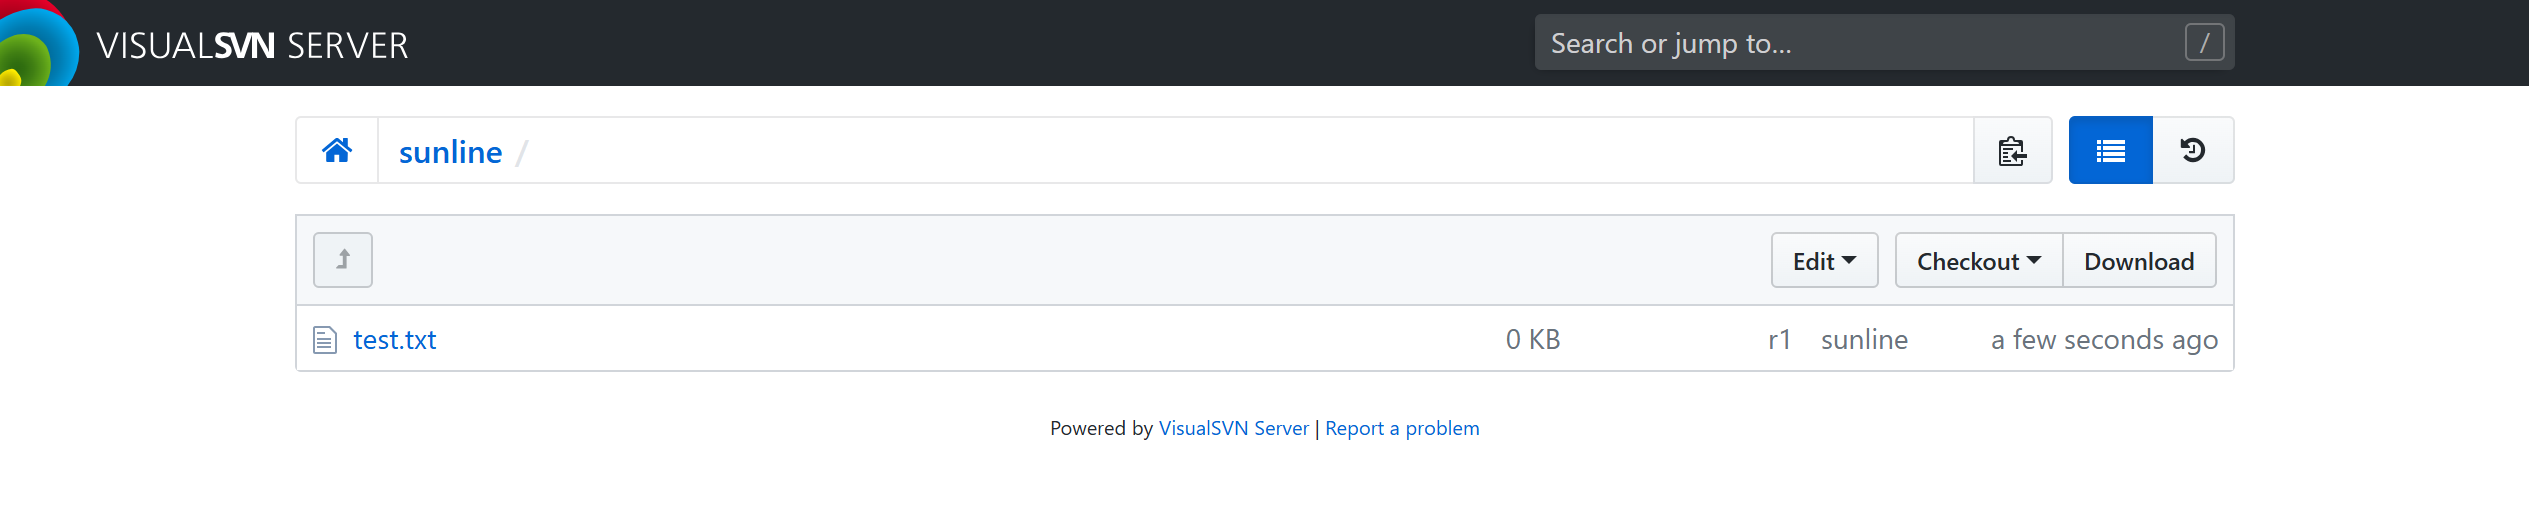 VISUALSVN SERVER
Search or jump to...
/
sunline /
Edit
Checkout
Download
test.txt 0 KB r1 sunline a few seconds ago
Powered by VisualSVN Server | Report a problem